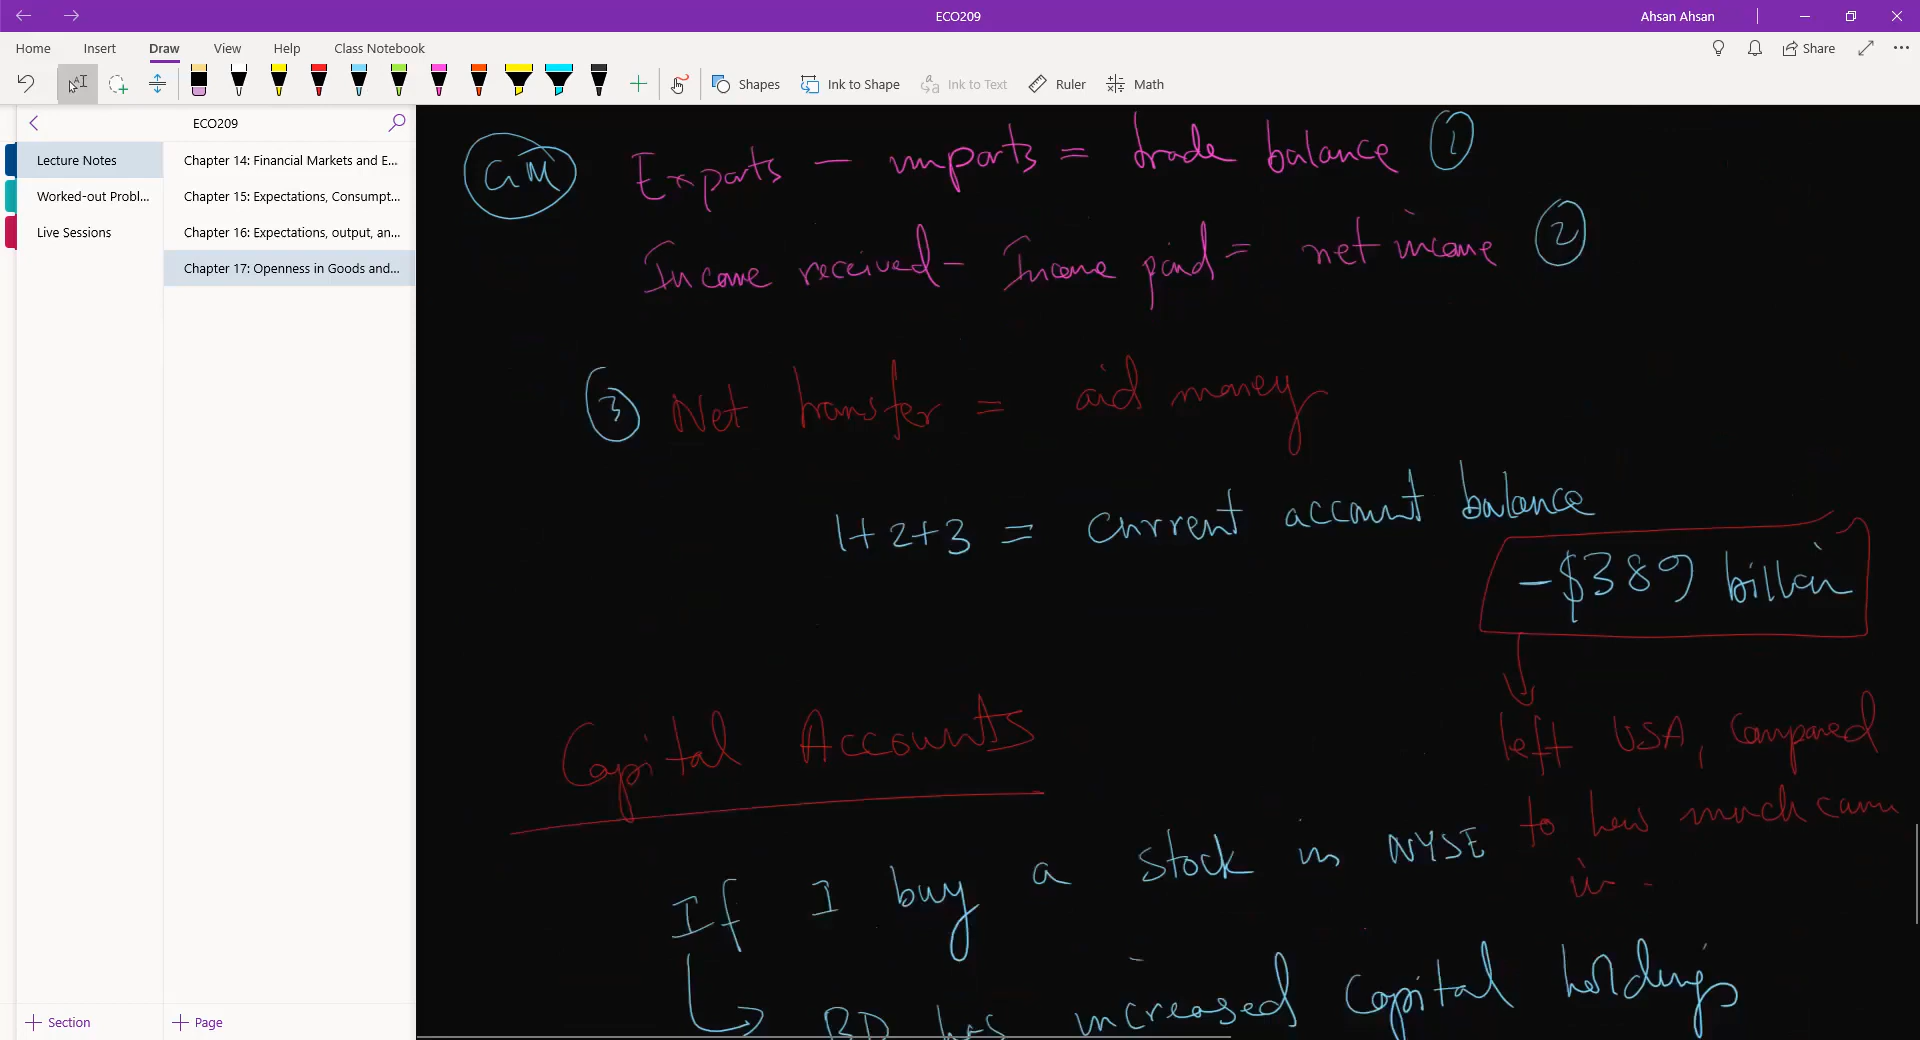 ECO209
Ahsan Ahsan
Home Insert Draw View Help Class Notebook
Share
Shapes Ink to Shape Ink to Text Ruler Math
ECO209
Lecture Notes
Worked-out Probl...
Live Sessions
Chapter 14: Financial Markets and E...
Chapter 15: Expectations, Consumpt...
Chapter 16: Expectations, output, an...
Chapter 17: Openness in Goods and...
GM Exports - imports = trade balance 1
Income received - Income paid = net income 2
3 Net transfer = aid money
1+2+3 = Current account balance
-$389 billion
left USA, compared
to how much came
in
Capital Accounts
If I buy a stock in NYSE
BD has increased capital holdings
+ Section
+ Page